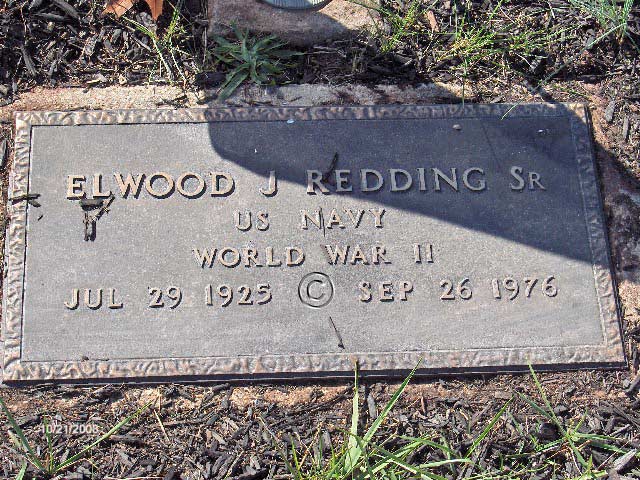 ELWOOD J REDDING SR
US NAVY
WORLD WAR II
JUL 29 1925 © SEP 26 1976
10/21/2008